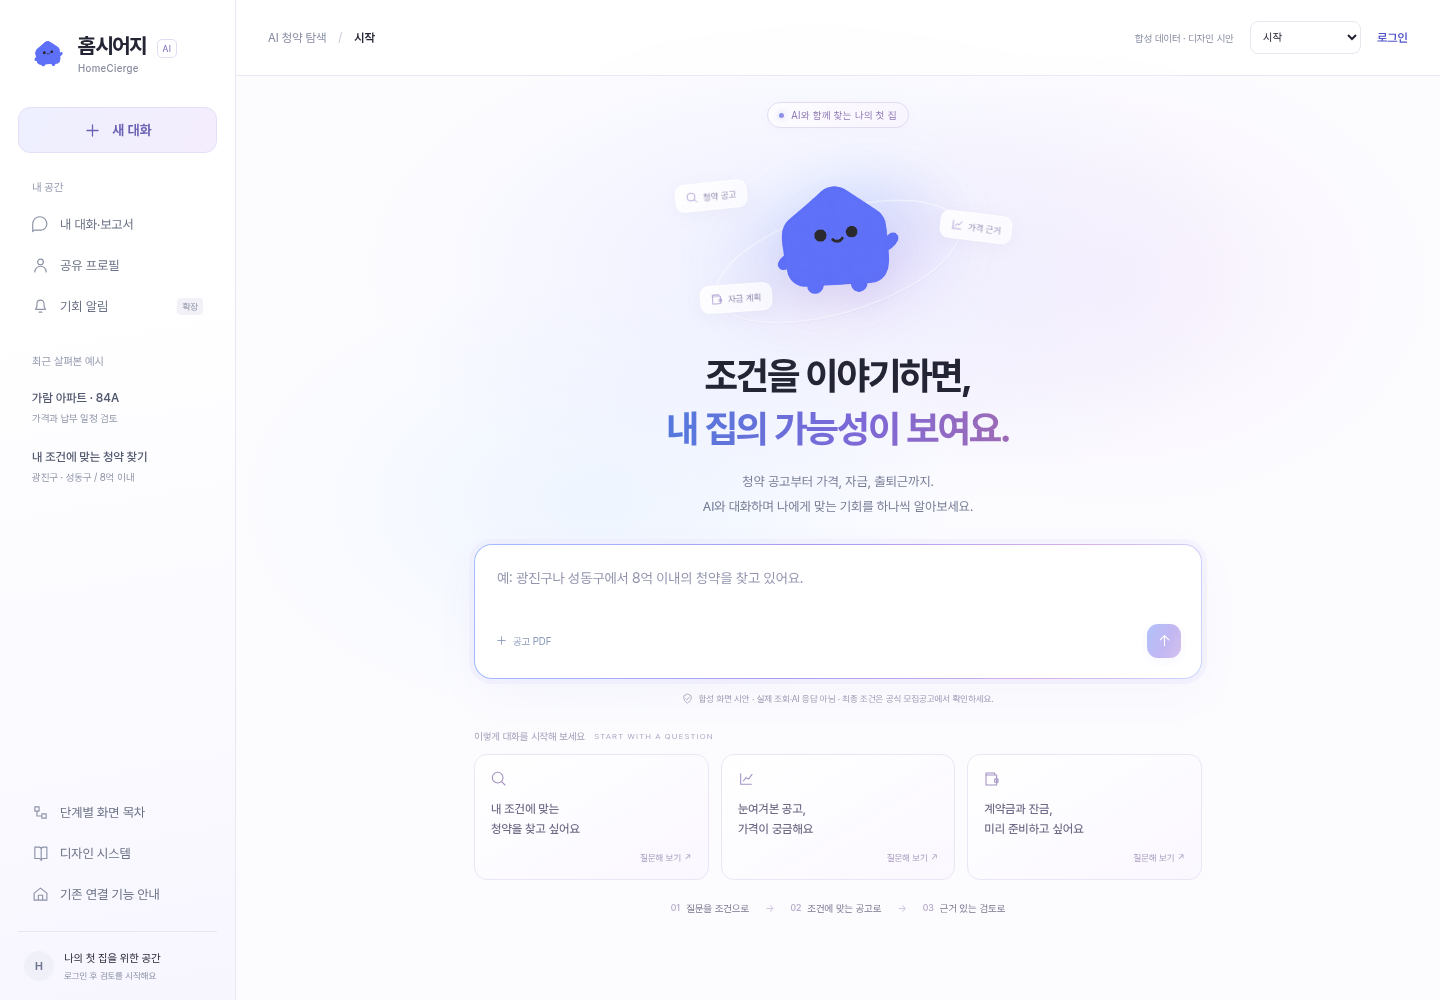 홈시어지 AI
HomeCierge
새 대화
내 공간
내 대화·보고서
공유 프로필
기회 알림 확장
최근 살펴본 예시
가람 아파트 · 84A
가격과 납부 일정 검토
내 조건에 맞는 청약 찾기
광진구 · 성동구 / 8억 이내
단계별 화면 목차
디자인 시스템
기존 연결 기능 안내
H
나의 첫 집을 위한 공간
로그인 후 검토를 시작해요
AI 청약 탐색 / 시작
합성 데이터 · 디자인 시안
시작
로그인
AI와 함께 찾는 나의 첫 집
청약 공고
가격 근거
자금 계획
조건을 이야기하면,
내 집의 가능성이 보여요.
청약 공고부터 가격, 자금, 출퇴근까지.
AI와 대화하며 나에게 맞는 기회를 하나씩 알아보세요.
예: 광진구나 성동구에서 8억 이내의 청약을 찾고 있어요.
공고 PDF
합성 화면 시안 · 실제 조회·AI 응답 아님 · 최종 조건은 공식 모집공고에서 확인하세요.
이렇게 대화를 시작해 보세요 START WITH A QUESTION
내 조건에 맞는
청약을 찾고 싶어요
질문해 보기 ↗
눈여겨본 공고,
가격이 궁금해요
질문해 보기 ↗
계약금과 잔금,
미리 준비하고 싶어요
질문해 보기 ↗
01 질문을 조건으로 → 02 조건에 맞는 공고로 → 03 근거 있는 검토로